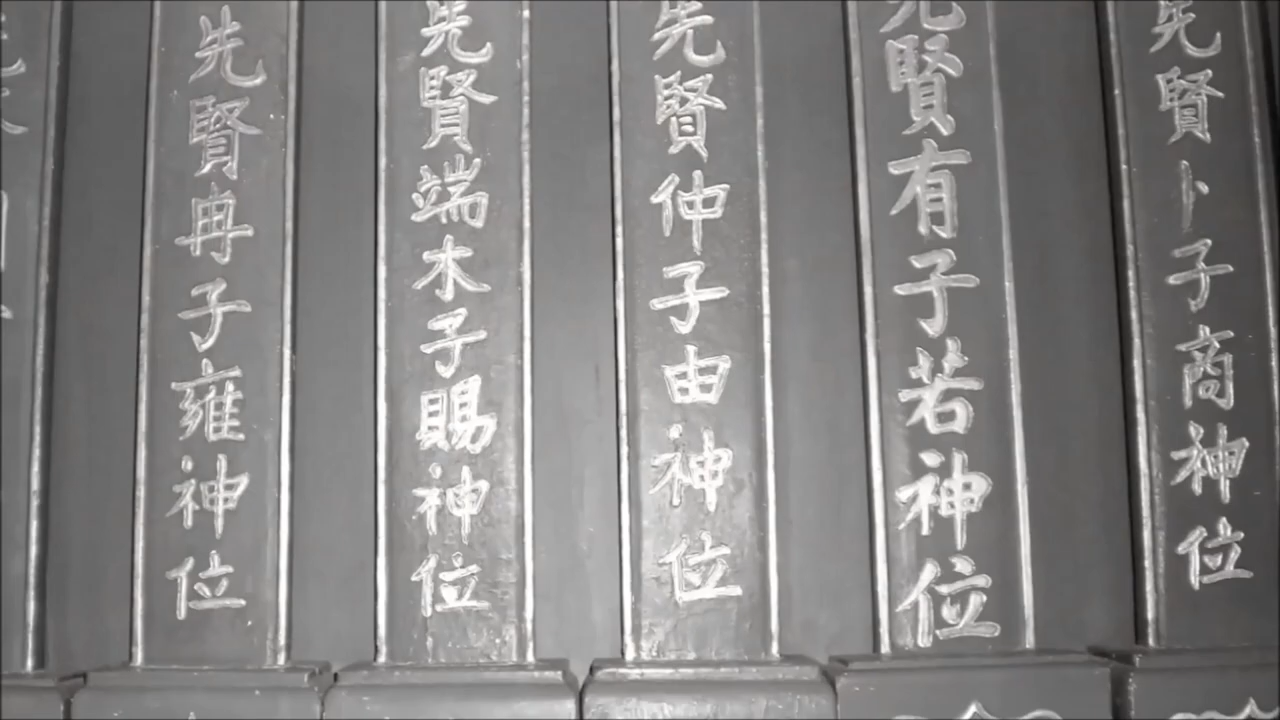 先賢卜子商神位
先賢有子若神位
先賢仲子由神位
先賢端木子賜神位
先賢冉子雍神位